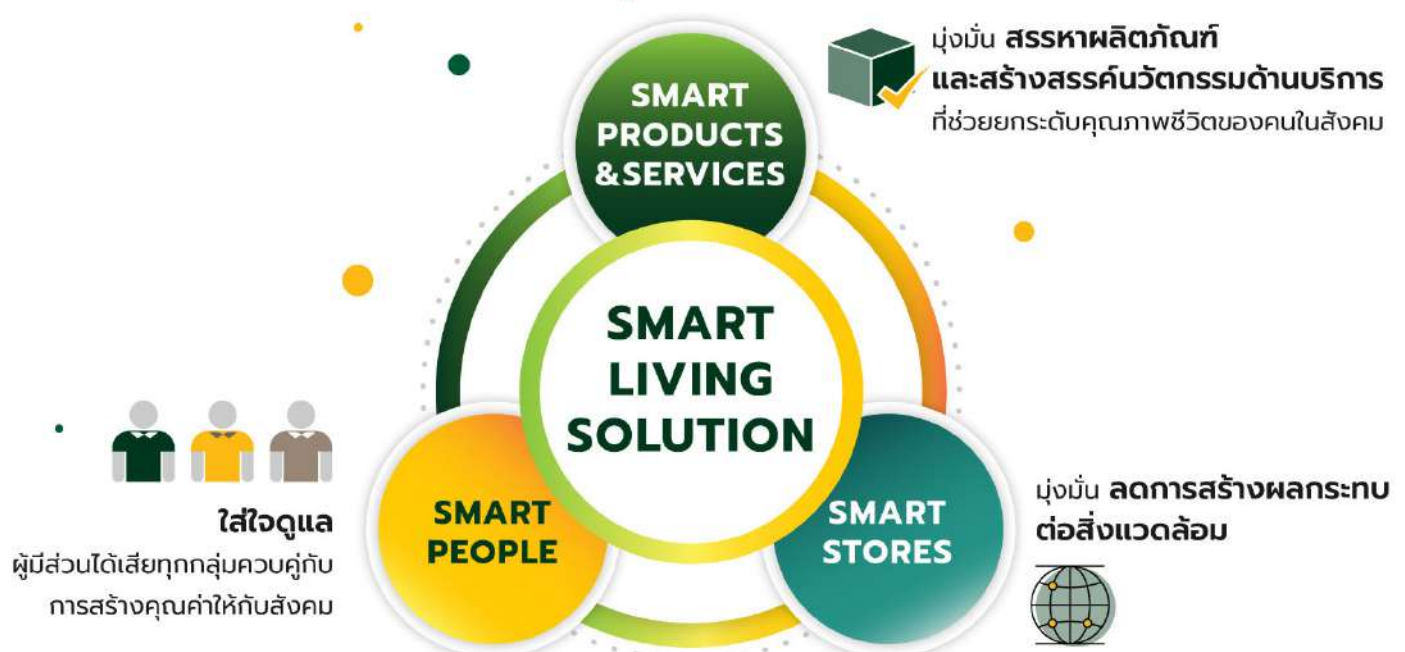 SMART
PRODUCTS
&SERVICES
มุ่งมั่น สรรหาผลิตภัณฑ์
และสร้างสรรค์นวัตกรรมด้านบริการ
ที่ช่วยยกระดับคุณภาพชีวิตของคนในสังคม
SMART
LIVING
SOLUTION
ใส่ใจดูแล
ผู้มีส่วนได้เสียทุกกลุ่มควบคู่กับ
การสร้างคุณค่าให้กับสังคม
SMART
PEOPLE
SMART
STORES
มุ่งมั่น ลดการสร้างผลกระทบ
ต่อสิ่งแวดล้อม